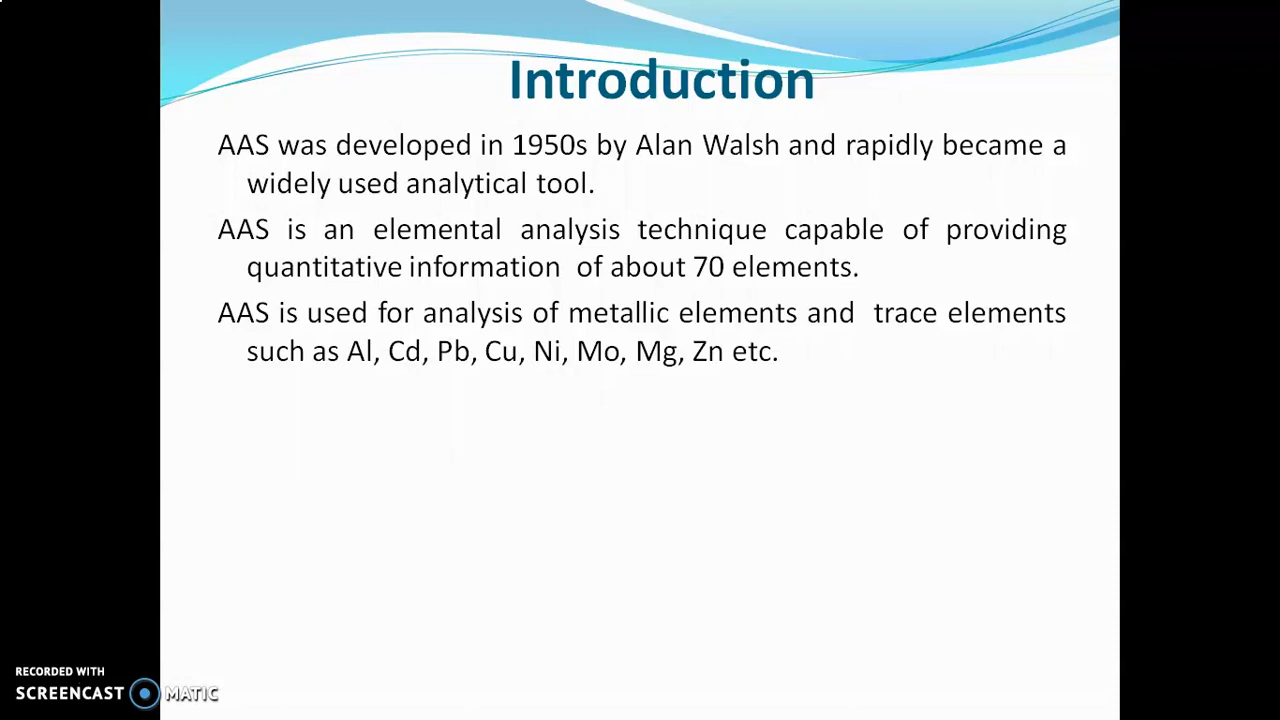 Introduction
AAS was developed in 1950s by Alan Walsh and rapidly became a
widely used analytical tool.
AAS is an elemental analysis technique capable of providing
quantitative information of about 70 elements.
AAS is used for analysis of metallic elements and trace elements
such as Al, Cd, Pb, Cu, Ni, Mo, Mg, Zn etc.
RECORDED WITH
SCREENCAST MATIC